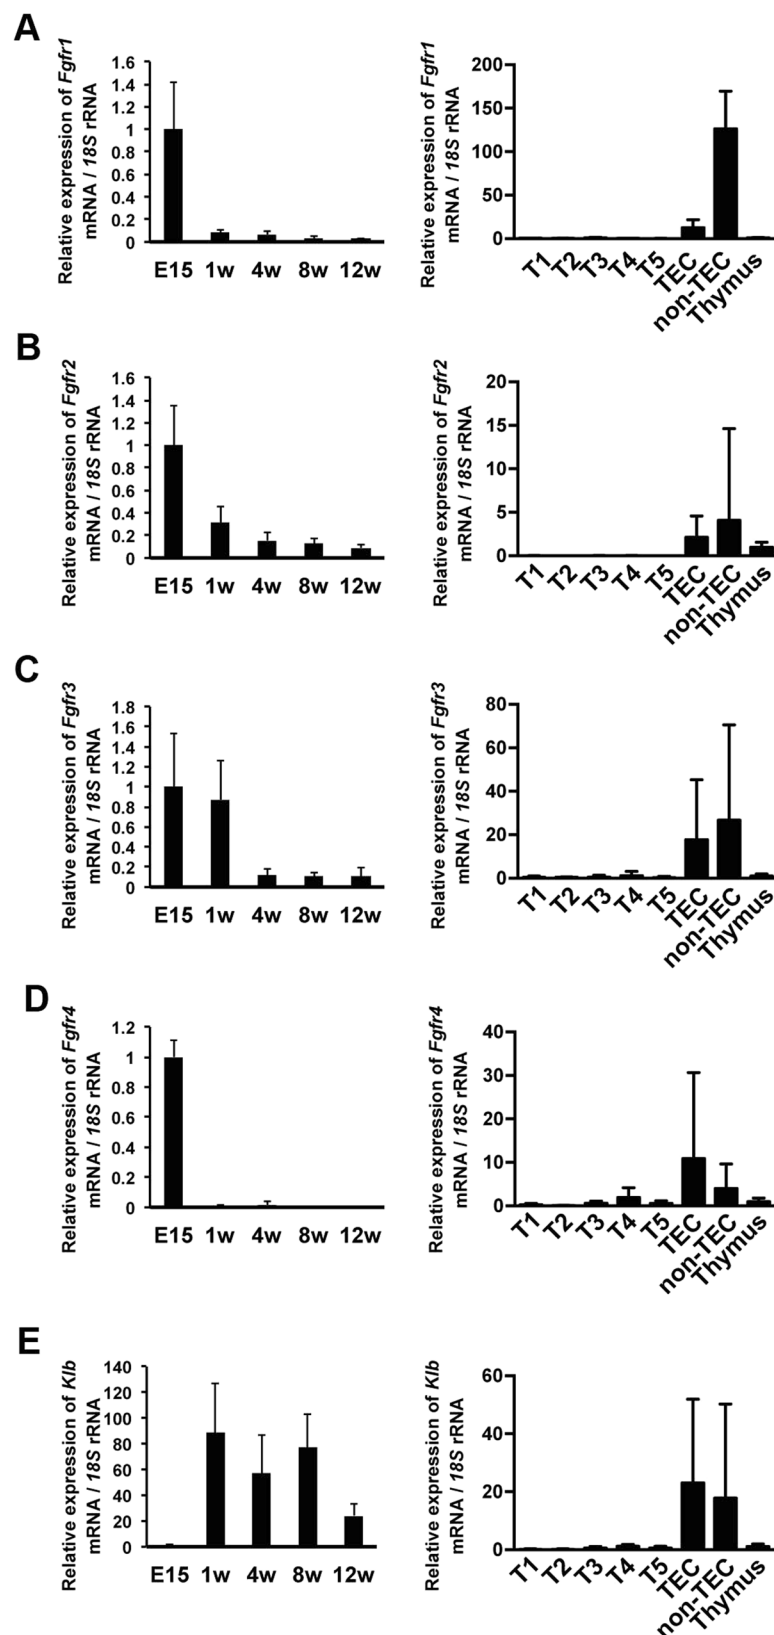 A
Relative expression of Fgfr1
mRNA / 18S rRNA
1.6
1.4
1.2
1
0.8
0.6
0.4
0.2
0
E15 1w 4w 8w 12w
Relative expression of Fgfr1
mRNA / 18S rRNA
200
150
100
50
0
T1 T2 T3 T4 T5 TEC non-TEC Thymus
B
Relative expression of Fgfr2
mRNA / 18S rRNA
1.6
1.4
1.2
1
0.8
0.6
0.4
0.2
0
E15 1w 4w 8w 12w
Relative expression of Fgfr2
mRNA / 18S rRNA
20
15
10
5
0
T1 T2 T3 T4 T5 TEC non-TEC Thymus
C
Relative expression of Fgfr3
mRNA / 18S rRNA
1.8
1.6
1.4
1.2
1
0.8
0.6
0.4
0.2
0
E15 1w 4w 8w 12w
Relative expression of Fgfr3
mRNA / 18S rRNA
80
60
40
20
0
T1 T2 T3 T4 T5 TEC non-TEC Thymus
D
Relative expression of Fgfr4
mRNA / 18S rRNA
1.2
1
0.8
0.6
0.4
0.2
0
E15 1w 4w 8w 12w
Relative expression of Fgfr4
mRNA / 18S rRNA
40
30
20
10
0
T1 T2 T3 T4 T5 TEC non-TEC Thymus
E
Relative expression of Klb
mRNA / 18S rRNA
140
120
100
80
60
40
20
0
E15 1w 4w 8w 12w
Relative expression of Klb
mRNA / 18S rRNA
60
40
20
0
T1 T2 T3 T4 T5 TEC non-TEC Thymus